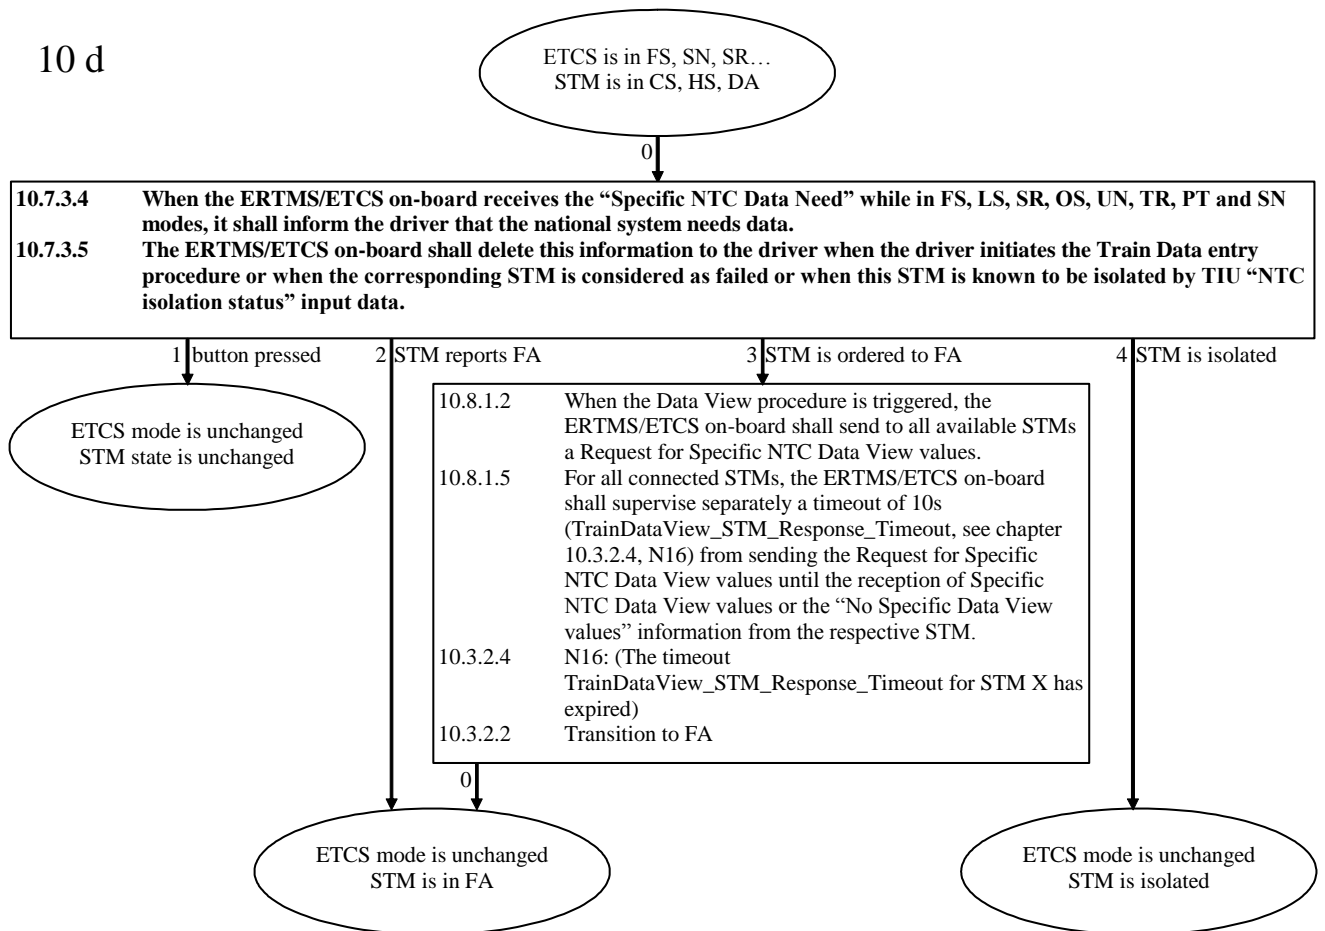 10 d
ETCS is in FS, SN, SR…
STM is in CS, HS, DA
0
10.7.3.4 When the ERTMS/ETCS on-board receives the “Specific NTC Data Need” while in FS, LS, SR, OS, UN, TR, PT and SN
modes, it shall inform the driver that the national system needs data.
10.7.3.5 The ERTMS/ETCS on-board shall delete this information to the driver when the driver initiates the Train Data entry
procedure or when the corresponding STM is considered as failed or when this STM is known to be isolated by TIU “NTC
isolation status” input data.
1 button pressed
2 STM reports FA
3 STM is ordered to FA
4 STM is isolated
ETCS mode is unchanged
STM state is unchanged
10.8.1.2 When the Data View procedure is triggered, the
ERTMS/ETCS on-board shall send to all available STMs
a Request for Specific NTC Data View values.
10.8.1.5 For all connected STMs, the ERTMS/ETCS on-board
shall supervise separately a timeout of 10s
(TrainDataView_STM_Response_Timeout, see chapter
10.3.2.4, N16) from sending the Request for Specific
NTC Data View values until the reception of Specific
NTC Data View values or the “No Specific Data View
values” information from the respective STM.
10.3.2.4 N16: (The timeout
TrainDataView_STM_Response_Timeout for STM X has
expired)
10.3.2.2 Transition to FA
0
ETCS mode is unchanged
STM is in FA
ETCS mode is unchanged
STM is isolated